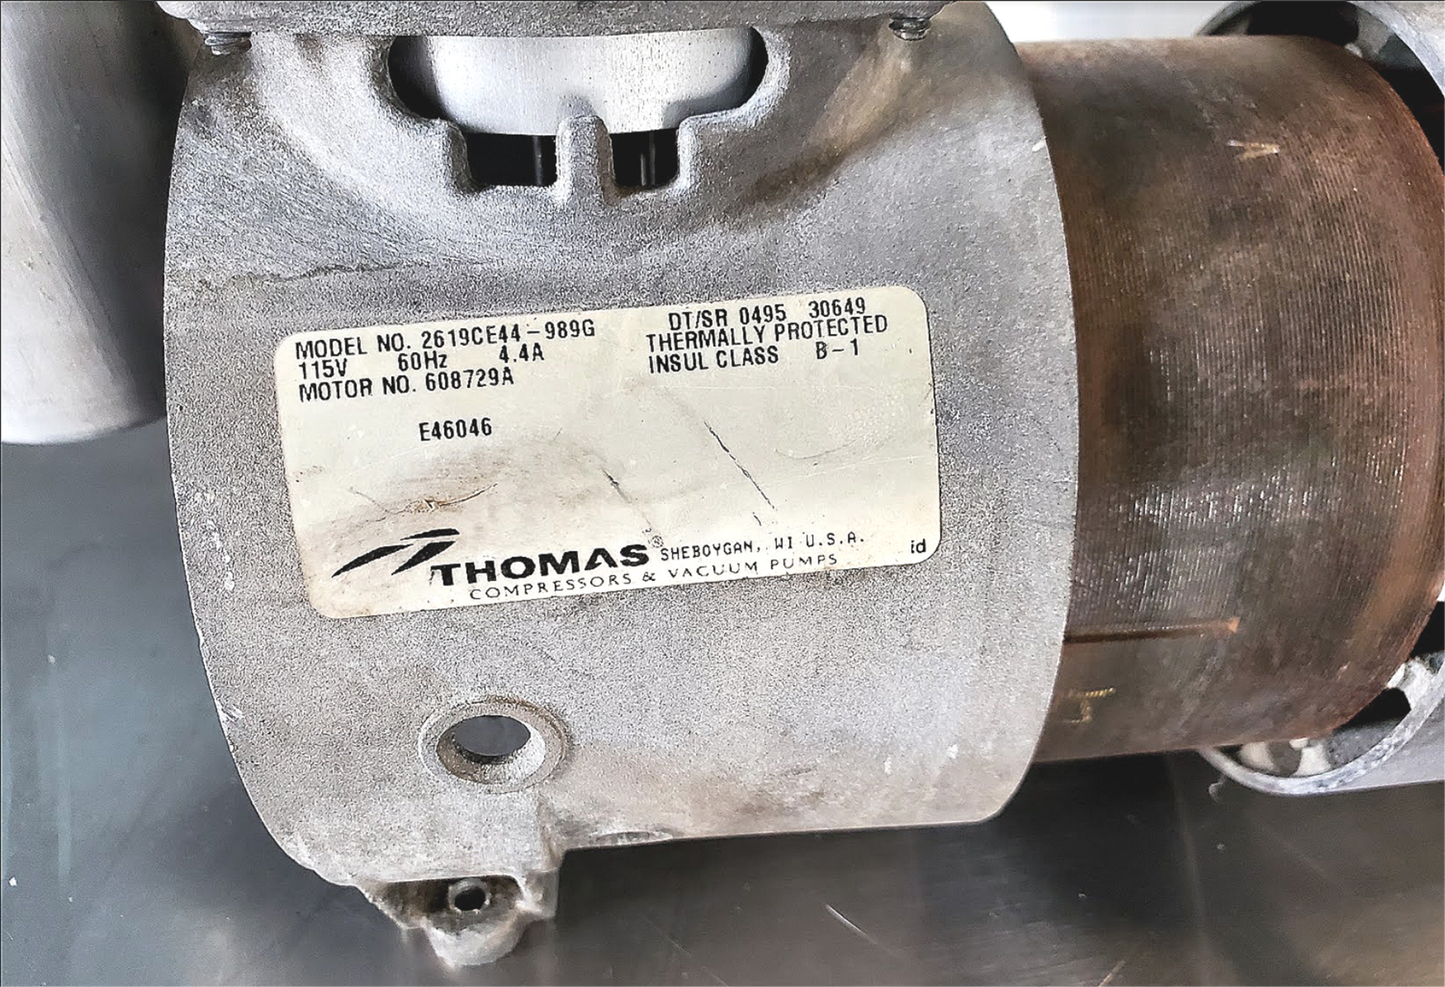 MODEL NO. 2619CE44-989G DT/SR 0495 30649
115V 60Hz 4.4A THERMALLY PROTECTED
MOTOR NO. 608729A INSUL CLASS B-1
E46046
THOMAS® SHEBOYGAN, WI U.S.A.
COMPRESSORS & VACUUM PUMPS
id